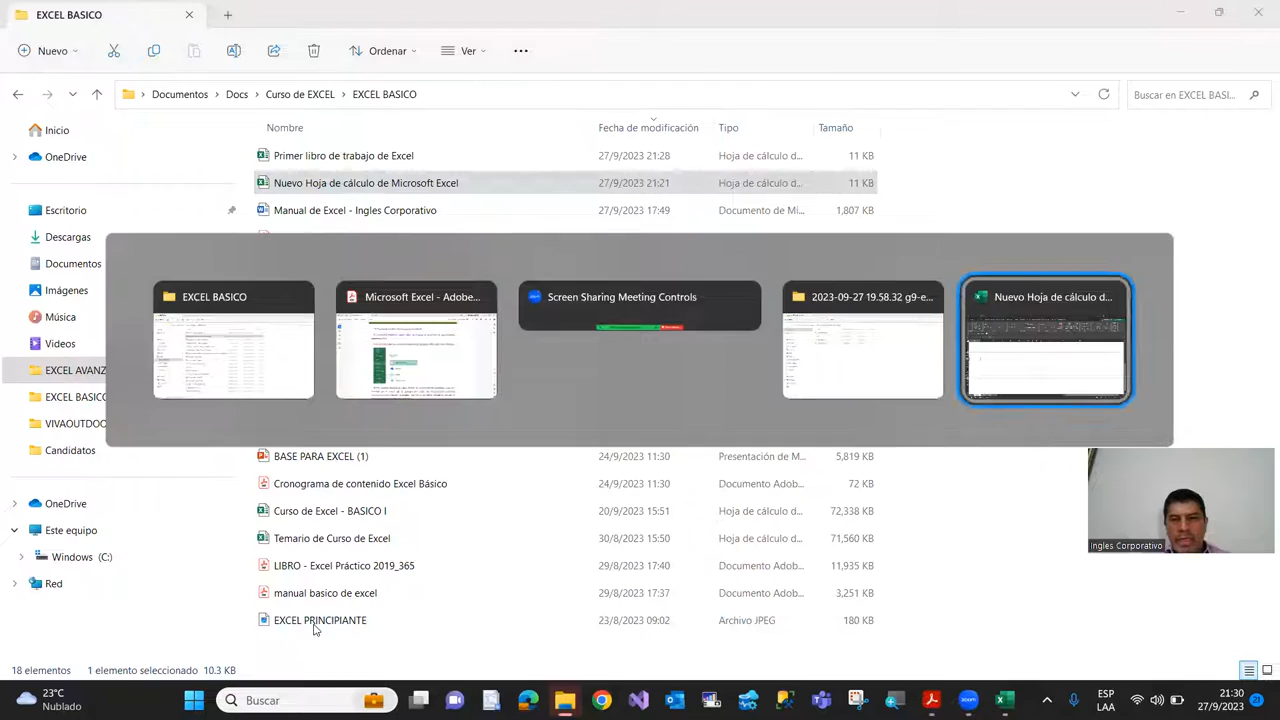 EXCEL BASICO
Nuevo
Ordenar
Ver
Documentos
Docs
Curso de EXCEL
EXCEL BASICO
Buscar en EXCEL BASI...
Nombre
Fecha de modificación
Tipo
Tamaño
Inicio
OneDrive
Escritorio
Descargas
Documentos
Imágenes
Música
Videos
EXCEL AVANZ
EXCEL BASICO
VIVAOUTDOO
Candidatos
OneDrive
Este equipo
Windows (C:)
Red
Primer libro de trabajo de Excel 27/9/2023 21:28 Hoja de cálculo d... 11 KB
Nuevo Hoja de cálculo de Microsoft Excel 27/9/2023 21:21 Hoja de cálculo d... 11 KB
Manual de Excel - Ingles Corporativo 27/9/2023 17:49 Documento de Mi... 1,807 KB
EXCEL BASICO
Microsoft Excel - Adobe...
Screen Sharing Meeting Controls
2023-09-27 19.58.32 g9-e...
Nuevo Hoja de cálculo d...
BASE PARA EXCEL (1) 24/9/2023 11:30 Presentación de M... 5,819 KB
Cronograma de contenido Excel Básico 24/9/2023 11:30 Documento Adob... 72 KB
Curso de Excel - BASICO I 20/9/2023 15:51 Hoja de cálculo d... 72,338 KB
Temario de Curso de Excel 30/8/2023 15:50 Hoja de cálculo d... 71,560 KB
LIBRO - Excel Práctico 2019_365 29/8/2023 17:40 Documento Adob... 11,935 KB
manual basico de excel 29/8/2023 17:37 Documento Adob... 3,251 KB
EXCEL PRINCIPIANTE 23/8/2023 09:02 Archivo JPEG 180 KB
Ingles Corporativo
18 elementos 1 elemento seleccionado 10.3 KB
23°C
Nublado
Buscar
ESP
LAA
21:30
27/9/2023
21